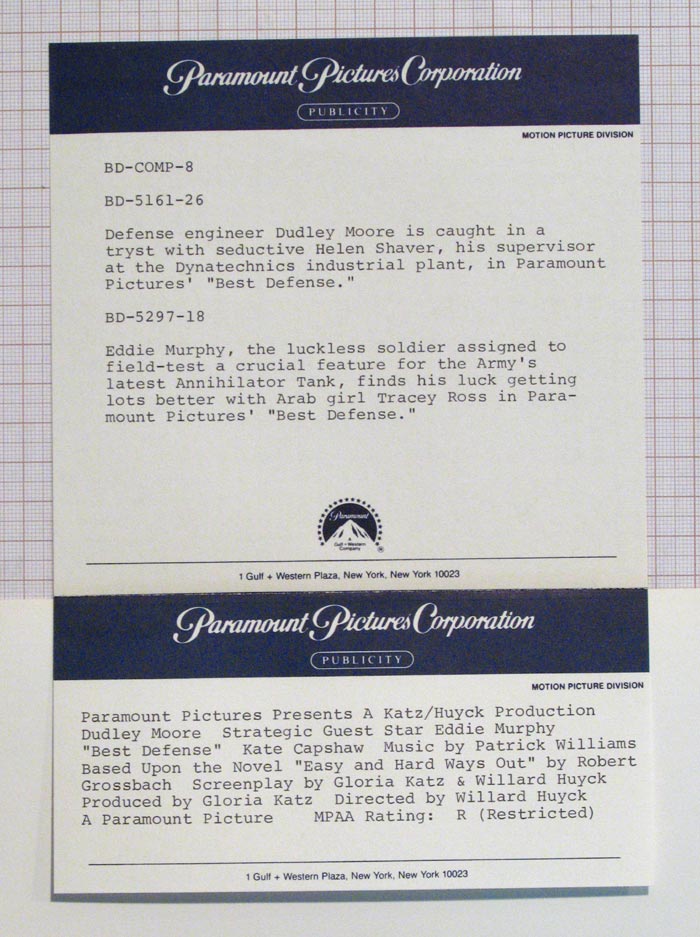 Paramount Pictures Corporation
PUBLICITY
MOTION PICTURE DIVISION
BD-COMP-8
BD-5161-26
Defense engineer Dudley Moore is caught in a
tryst with seductive Helen Shaver, his supervisor
at the Dynatechnics industrial plant, in Paramount
Pictures' "Best Defense."
BD-5297-18
Eddie Murphy, the luckless soldier assigned to
field-test a crucial feature for the Army's
latest Annihilator Tank, finds his luck getting
lots better with Arab girl Tracey Ross in Para-
mount Pictures' "Best Defense."
Paramount
Gulf + Western
Company
®
1 Gulf + Western Plaza, New York, New York 10023
Paramount Pictures Corporation
PUBLICITY
MOTION PICTURE DIVISION
Paramount Pictures Presents A Katz/Huyck Production
Dudley Moore  Strategic Guest Star Eddie Murphy
"Best Defense"  Kate Capshaw  Music by Patrick Williams
Based Upon the Novel "Easy and Hard Ways Out" by Robert
Grossbach  Screenplay by Gloria Katz & Willard Huyck
Produced by Gloria Katz  Directed by Willard Huyck
A Paramount Picture    MPAA Rating:  R (Restricted)
1 Gulf + Western Plaza, New York, New York 10023